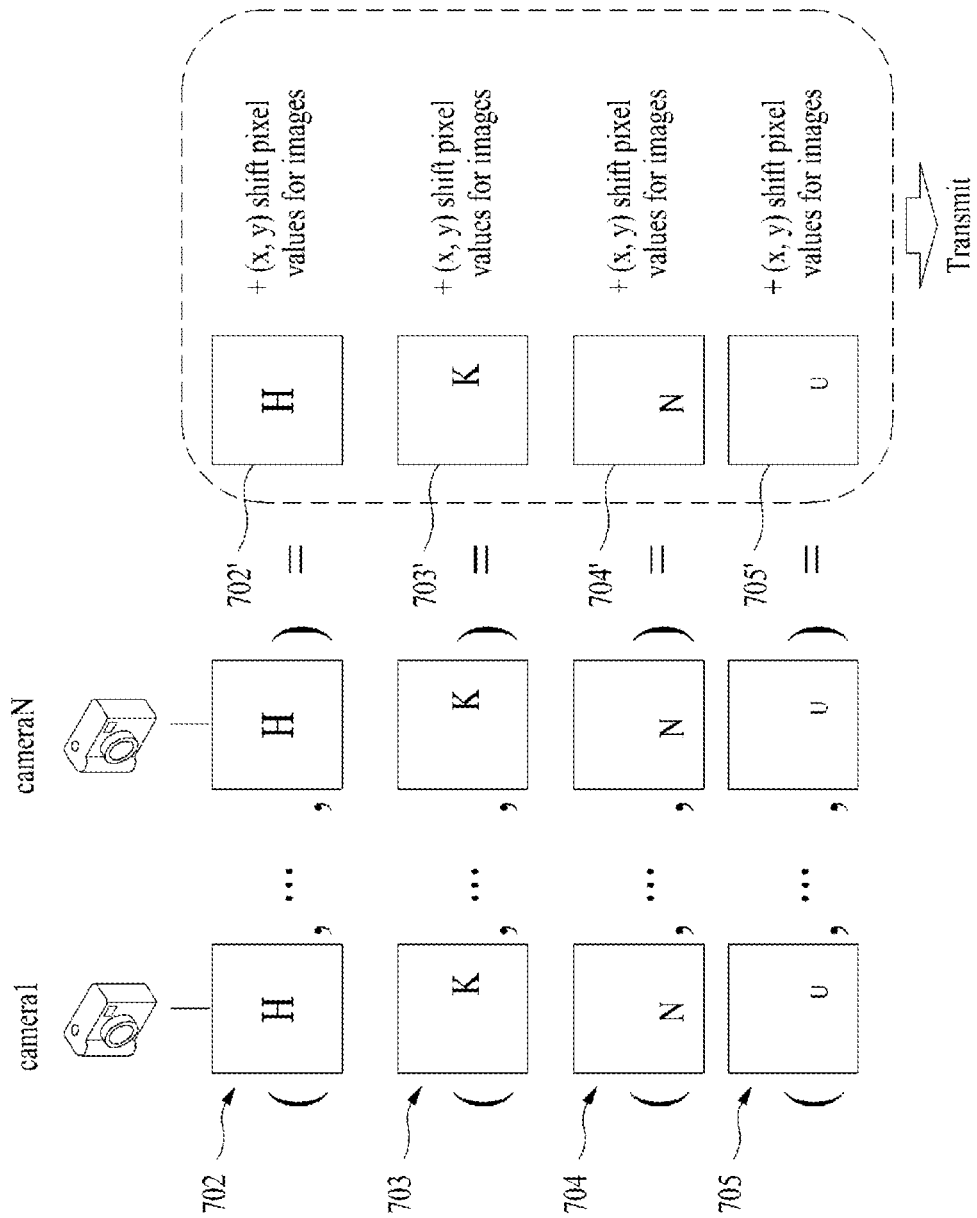 camera1 cameraN
702 ( H , ... , H ) = 702' H + (x, y) shift pixel
values for images
703 ( K , ... , K ) = 703' K + (x, y) shift pixel
values for images
704 ( N , ... , N ) = 704' N + (x, y) shift pixel
values for images
705 ( U , ... , U ) = 705' U + (x, y) shift pixel
values for images
Transmit